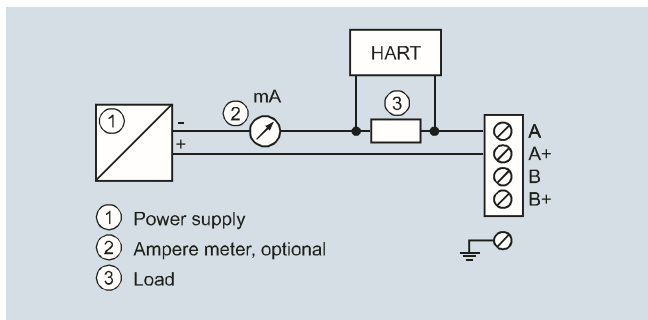 HART
mA
3
2
1
-
+
A
A+
B
B+
1 Power supply
2 Ampere meter, optional
3 Load